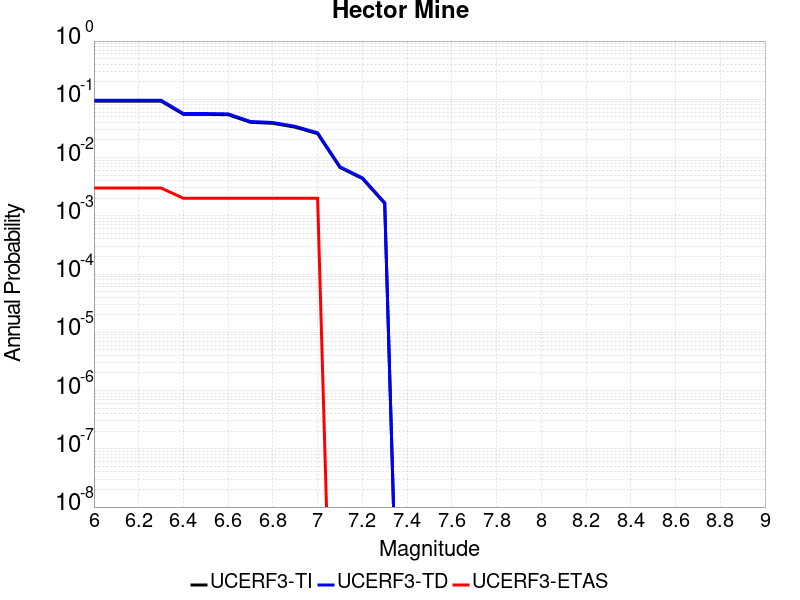 Hector Mine
10^0
10^-1
10^-2
10^-3
10^-4
10^-5
10^-6
10^-7
10^-8
Annual Probability
6 6.2 6.4 6.6 6.8 7 7.2 7.4 7.6 7.8 8 8.2 8.4 8.6 8.8 9
Magnitude
UCERF3-TI UCERF3-TD UCERF3-ETAS